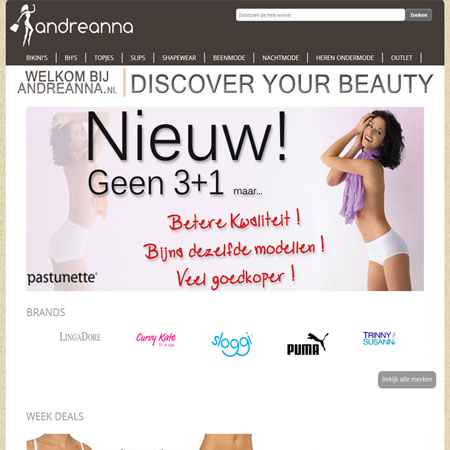 andreanna
Doorzoek de hele winkel
Zoeken
BIKINI'S BH'S TOPJES SLIPS SHAPEWEAR BEENMODE NACHTMODE HEREN ONDERMODE OUTLET
WELKOM BIJ
ANDREANNA.NL
DISCOVER YOUR BEAUTY
Nieuw!
Geen 3+1 maar...
Betere Kwaliteit !
Bijna dezelfde modellen !
Veel goedkoper !
pastunette®
BRANDS
LINGADORE
Curvy Kate
sloggi
PUMA
TRINNY
SUSANN
Bekijk alle merken
WEEK DEALS